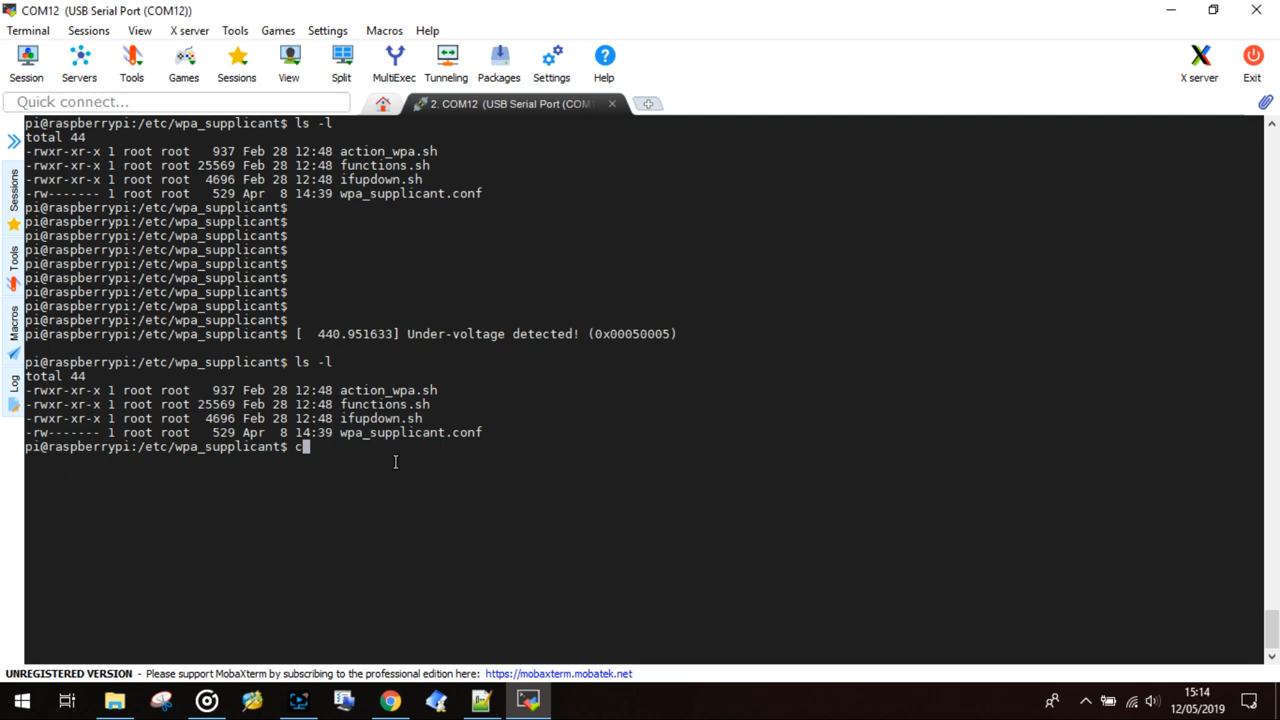 COM12 (USB Serial Port (COM12))
Terminal Sessions View X server Tools Games Settings Macros Help
Session Servers Tools Games Sessions View Split MultiExec Tunneling Packages Settings Help X server Exit
Quick connect...
2. COM12 (USB Serial Port (COM
pi@raspberrypi:/etc/wpa_supplicant$ ls -l
total 44
-rwxr-xr-x 1 root root   937 Feb 28 12:48 action_wpa.sh
-rwxr-xr-x 1 root root 25569 Feb 28 12:48 functions.sh
-rwxr-xr-x 1 root root  4696 Feb 28 12:48 ifupdown.sh
-rw------- 1 root root   529 Apr  8 14:39 wpa_supplicant.conf
pi@raspberrypi:/etc/wpa_supplicant$
pi@raspberrypi:/etc/wpa_supplicant$
pi@raspberrypi:/etc/wpa_supplicant$
pi@raspberrypi:/etc/wpa_supplicant$
pi@raspberrypi:/etc/wpa_supplicant$
pi@raspberrypi:/etc/wpa_supplicant$
pi@raspberrypi:/etc/wpa_supplicant$
pi@raspberrypi:/etc/wpa_supplicant$
pi@raspberrypi:/etc/wpa_supplicant$
pi@raspberrypi:/etc/wpa_supplicant$ [  440.951633] Under-voltage detected! (0x00050005)
pi@raspberrypi:/etc/wpa_supplicant$ ls -l
total 44
-rwxr-xr-x 1 root root   937 Feb 28 12:48 action_wpa.sh
-rwxr-xr-x 1 root root 25569 Feb 28 12:48 functions.sh
-rwxr-xr-x 1 root root  4696 Feb 28 12:48 ifupdown.sh
-rw------- 1 root root   529 Apr  8 14:39 wpa_supplicant.conf
pi@raspberrypi:/etc/wpa_supplicant$ c
Sessions
Tools
Macros
Log
UNREGISTERED VERSION - Please support MobaXterm by subscribing to the professional edition here: https://mobaxterm.mobatek.net
15:14
12/05/2019